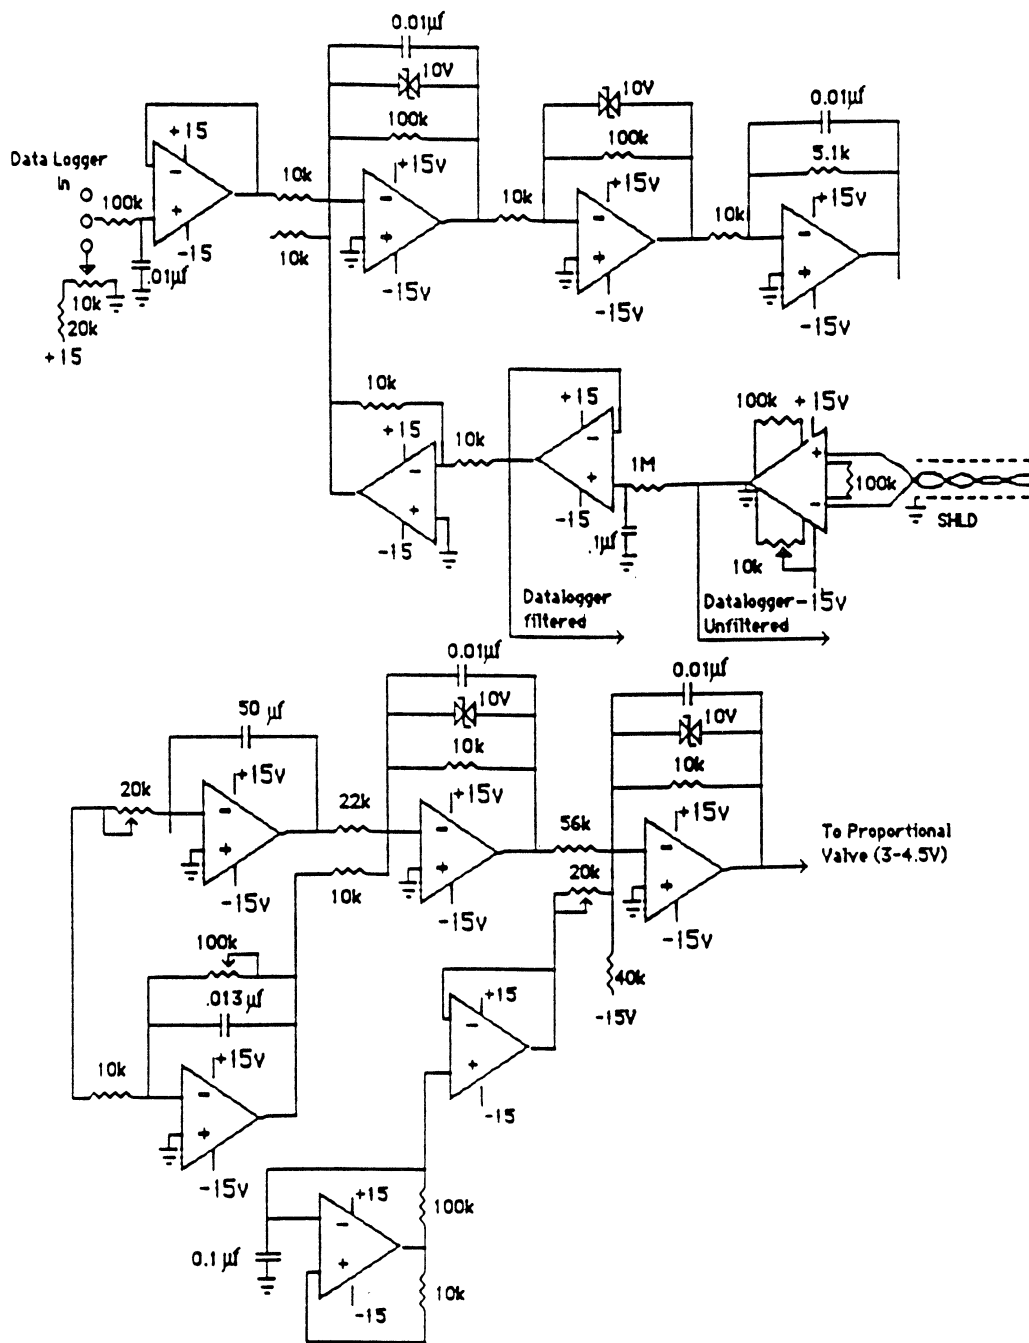 0.01µf
10V
100k
+15
Data Logger
In
100k
-15
.01µf
10k
20k
+15
10k
10k
+15v
-15v
10V
100k
10k
+15v
-15v
0.01µf
5.1k
10k
+15v
-15v
10k
+15
-15
10k
+15
-15
1M
.1µf
100k
+15v
100k
10k
-15v
SHLD
Datalogger
filtered
Datalogger
Unfiltered
50 µf
20k
+15v
-15v
22k
10k
0.01µf
10V
10k
+15v
-15v
56k
20k
40k
-15V
0.01µf
10V
10k
+15v
-15v
To Proportional
Valve (3-4.5V)
100k
.013 µf
10k
+15v
-15v
+15
-15
100k
+15
0.1 µf
-15
10k